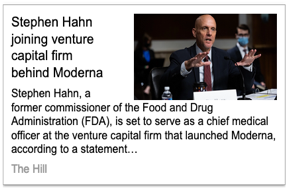 Stephen Hahn
joining venture
capital firm
behind Moderna
Stephen Hahn, a
former commissioner of the Food and Drug
Administration (FDA), is set to serve as a chief medical
officer at the venture capital firm that launched Moderna,
according to a statement…
The Hill